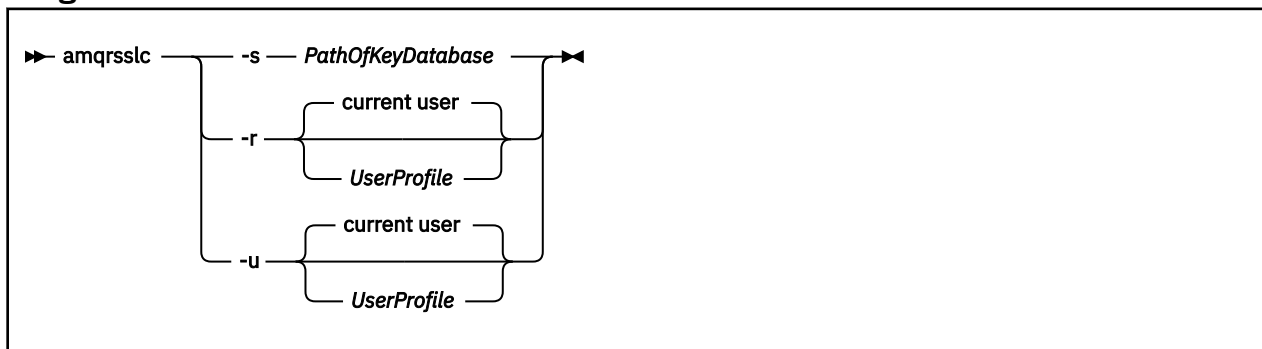 amqrsslc -s PathOfKeyDatabase
current user
-r
UserProfile
current user
-u
UserProfile